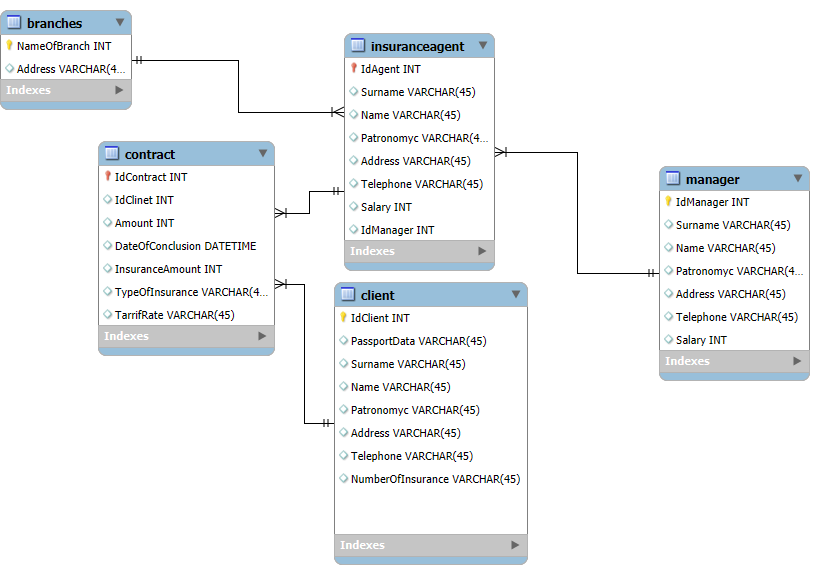 branches
NameOfBranch INT
Address VARCHAR(4...
Indexes
insuranceagent
IdAgent INT
Surname VARCHAR(45)
Name VARCHAR(45)
Patronomyc VARCHAR(4...
Address VARCHAR(45)
Telephone VARCHAR(45)
Salary INT
IdManager INT
Indexes
contract
IdContract INT
IdClinet INT
Amount INT
DateOfConclusion DATETIME
InsuranceAmount INT
TypeOfInsurance VARCHAR(4...
TarrifRate VARCHAR(45)
Indexes
manager
IdManager INT
Surname VARCHAR(45)
Name VARCHAR(45)
Patronomyc VARCHAR(4...
Address VARCHAR(45)
Telephone VARCHAR(45)
Salary INT
Indexes
client
IdClient INT
PassportData VARCHAR(45)
Surname VARCHAR(45)
Name VARCHAR(45)
Patronomyc VARCHAR(45)
Address VARCHAR(45)
Telephone VARCHAR(45)
NumberOfInsurance VARCHAR(45)
Indexes